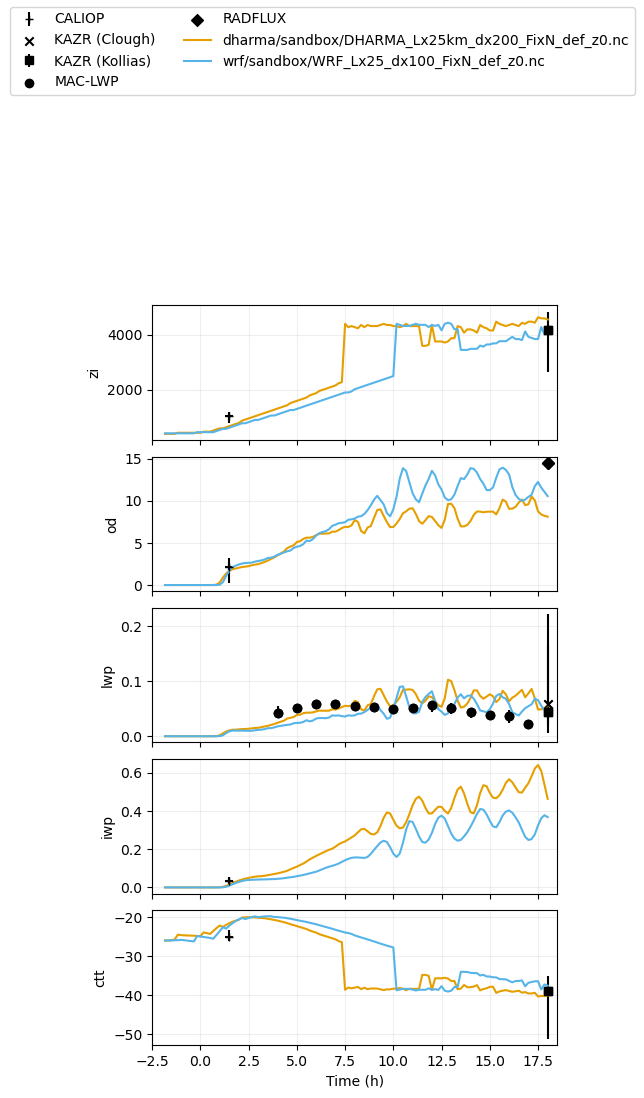 CALIOP
KAZR (Clough)
KAZR (Kollias)
MAC-LWP
RADFLUX
dharma/sandbox/DHARMA_Lx25km_dx200_FixN_def_z0.nc
wrf/sandbox/WRF_Lx25_dx100_FixN_def_z0.nc
zi
4000
2000
od
15
10
5
0
lwp
0.2
0.1
0.0
iwp
0.6
0.4
0.2
0.0
ctt
−20
−30
−40
−50
−2.5 0.0 2.5 5.0 7.5 10.0 12.5 15.0 17.5
Time (h)